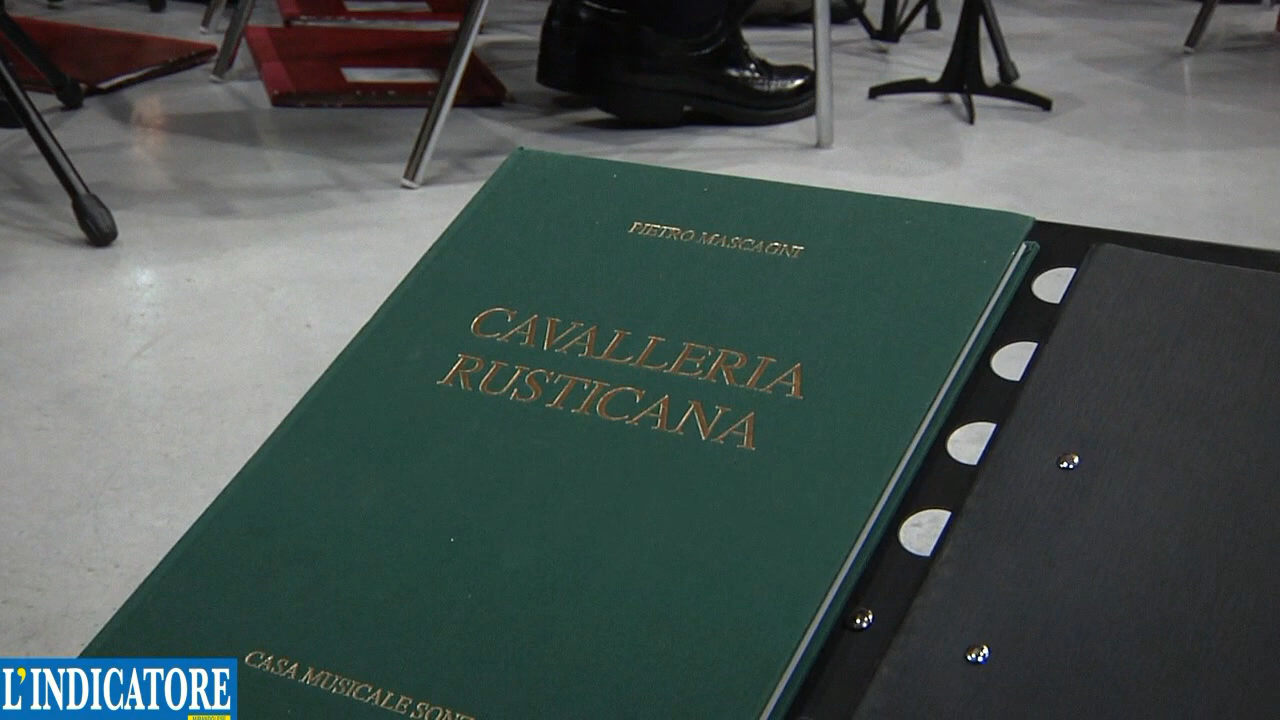 PIETRO MASCAGNI
CAVALLERIA
RUSTICANA
CASA MUSICALE
L'INDICATORE